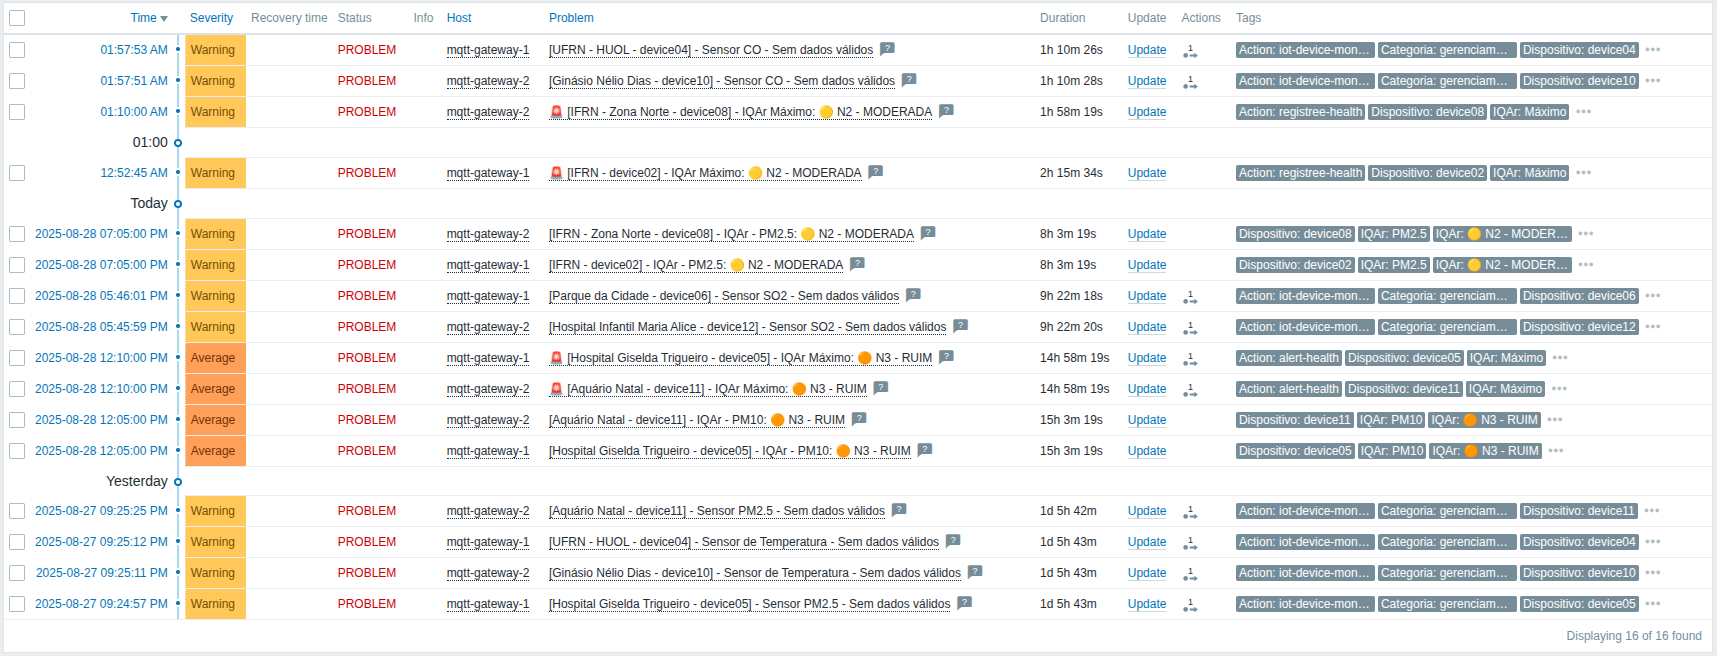 Time Severity Recovery time Status Info Host Problem Duration Update Actions Tags
01:57:53 AM Warning PROBLEM mqtt-gateway-1 [UFRN - HUOL - device04] - Sensor CO - Sem dados válidos ? 1h 10m 26s Update 1 Action: iot-device-mon… Categoria: gerenciam… Dispositivo: device04 •••
01:57:51 AM Warning PROBLEM mqtt-gateway-2 [Ginásio Nélio Dias - device10] - Sensor CO - Sem dados válidos ? 1h 10m 28s Update 1 Action: iot-device-mon… Categoria: gerenciam… Dispositivo: device10 •••
01:10:00 AM Warning PROBLEM mqtt-gateway-2 🚨 [IFRN - Zona Norte - device08] - IQAr Máximo: 🟡 N2 - MODERADA ? 1h 58m 19s Update Action: registree-health Dispositivo: device08 IQAr: Máximo •••
01:00
12:52:45 AM Warning PROBLEM mqtt-gateway-1 🚨 [IFRN - device02] - IQAr Máximo: 🟡 N2 - MODERADA ? 2h 15m 34s Update Action: registree-health Dispositivo: device02 IQAr: Máximo •••
Today
2025-08-28 07:05:00 PM Warning PROBLEM mqtt-gateway-2 [IFRN - Zona Norte - device08] - IQAr - PM2.5: 🟡 N2 - MODERADA ? 8h 3m 19s Update Dispositivo: device08 IQAr: PM2.5 IQAr: 🟡 N2 - MODER… •••
2025-08-28 07:05:00 PM Warning PROBLEM mqtt-gateway-1 [IFRN - device02] - IQAr - PM2.5: 🟡 N2 - MODERADA ? 8h 3m 19s Update Dispositivo: device02 IQAr: PM2.5 IQAr: 🟡 N2 - MODER… •••
2025-08-28 05:46:01 PM Warning PROBLEM mqtt-gateway-1 [Parque da Cidade - device06] - Sensor SO2 - Sem dados válidos ? 9h 22m 18s Update 1 Action: iot-device-mon… Categoria: gerenciam… Dispositivo: device06 •••
2025-08-28 05:45:59 PM Warning PROBLEM mqtt-gateway-2 [Hospital Infantil Maria Alice - device12] - Sensor SO2 - Sem dados válidos ? 9h 22m 20s Update 1 Action: iot-device-mon… Categoria: gerenciam… Dispositivo: device12 •••
2025-08-28 12:10:00 PM Average PROBLEM mqtt-gateway-1 🚨 [Hospital Giselda Trigueiro - device05] - IQAr Máximo: 🟠 N3 - RUIM ? 14h 58m 19s Update 1 Action: alert-health Dispositivo: device05 IQAr: Máximo •••
2025-08-28 12:10:00 PM Average PROBLEM mqtt-gateway-2 🚨 [Aquário Natal - device11] - IQAr Máximo: 🟠 N3 - RUIM ? 14h 58m 19s Update 1 Action: alert-health Dispositivo: device11 IQAr: Máximo •••
2025-08-28 12:05:00 PM Average PROBLEM mqtt-gateway-2 [Aquário Natal - device11] - IQAr - PM10: 🟠 N3 - RUIM ? 15h 3m 19s Update Dispositivo: device11 IQAr: PM10 IQAr: 🟠 N3 - RUIM •••
2025-08-28 12:05:00 PM Average PROBLEM mqtt-gateway-1 [Hospital Giselda Trigueiro - device05] - IQAr - PM10: 🟠 N3 - RUIM ? 15h 3m 19s Update Dispositivo: device05 IQAr: PM10 IQAr: 🟠 N3 - RUIM •••
Yesterday
2025-08-27 09:25:25 PM Warning PROBLEM mqtt-gateway-2 [Aquário Natal - device11] - Sensor PM2.5 - Sem dados válidos ? 1d 5h 42m Update 1 Action: iot-device-mon… Categoria: gerenciam… Dispositivo: device11 •••
2025-08-27 09:25:12 PM Warning PROBLEM mqtt-gateway-1 [UFRN - HUOL - device04] - Sensor de Temperatura - Sem dados válidos ? 1d 5h 43m Update 1 Action: iot-device-mon… Categoria: gerenciam… Dispositivo: device04 •••
2025-08-27 09:25:11 PM Warning PROBLEM mqtt-gateway-2 [Ginásio Nélio Dias - device10] - Sensor de Temperatura - Sem dados válidos ? 1d 5h 43m Update 1 Action: iot-device-mon… Categoria: gerenciam… Dispositivo: device10 •••
2025-08-27 09:24:57 PM Warning PROBLEM mqtt-gateway-1 [Hospital Giselda Trigueiro - device05] - Sensor PM2.5 - Sem dados válidos ? 1d 5h 43m Update 1 Action: iot-device-mon… Categoria: gerenciam… Dispositivo: device05 •••
Displaying 16 of 16 found